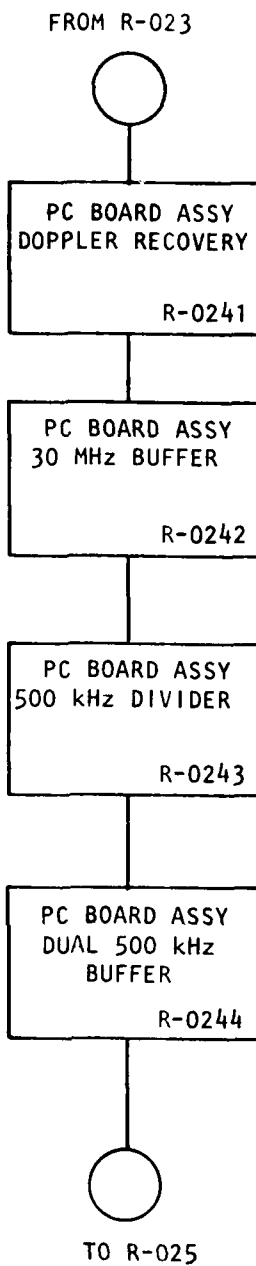 FROM R-023
PC BOARD ASSY
DOPPLER RECOVERY
R-0241
PC BOARD ASSY
30 MHz BUFFER
R-0242
PC BOARD ASSY
500 kHz DIVIDER
R-0243
PC BOARD ASSY
DUAL 500 kHz
BUFFER
R-0244
TO R-025